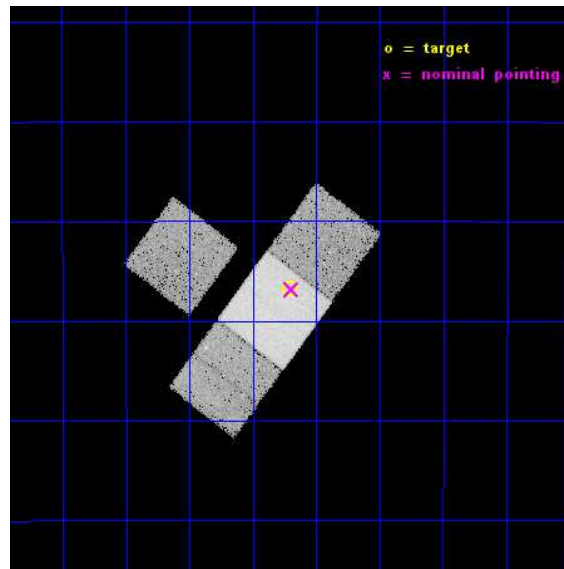 o = target
x = nominal pointing